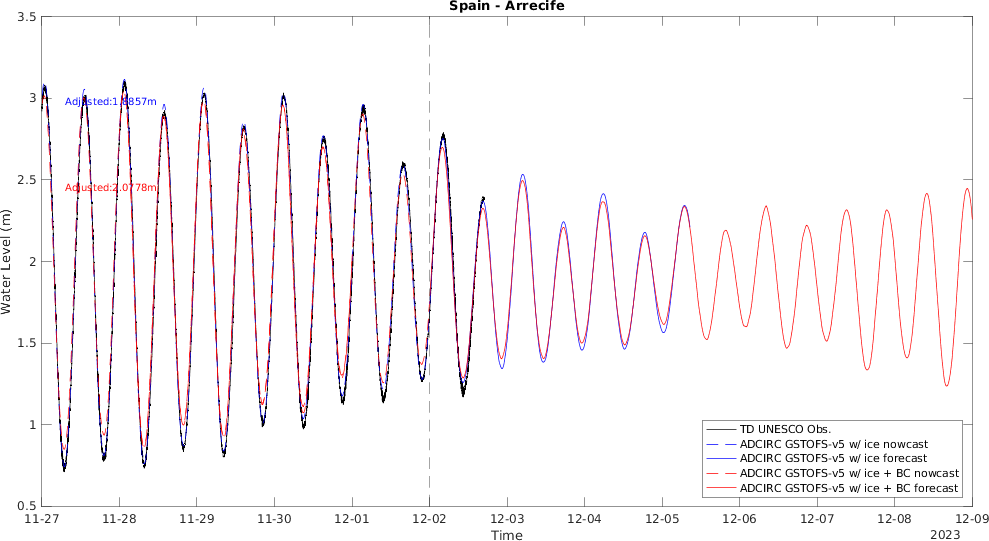 Spain - Arrecife
3.5
3
2.5
2
1.5
1
0.5
Water Level (m)
Adjusted:1.8857m
Adjusted:2.0778m
TD UNESCO Obs.
ADCIRC GSTOFS-v5 w/ ice nowcast
ADCIRC GSTOFS-v5 w/ ice forecast
ADCIRC GSTOFS-v5 w/ ice + BC nowcast
ADCIRC GSTOFS-v5 w/ ice + BC forecast
11-27 11-28 11-29 11-30 12-01 12-02 12-03 12-04 12-05 12-06 12-07 12-08 12-09
Time
2023